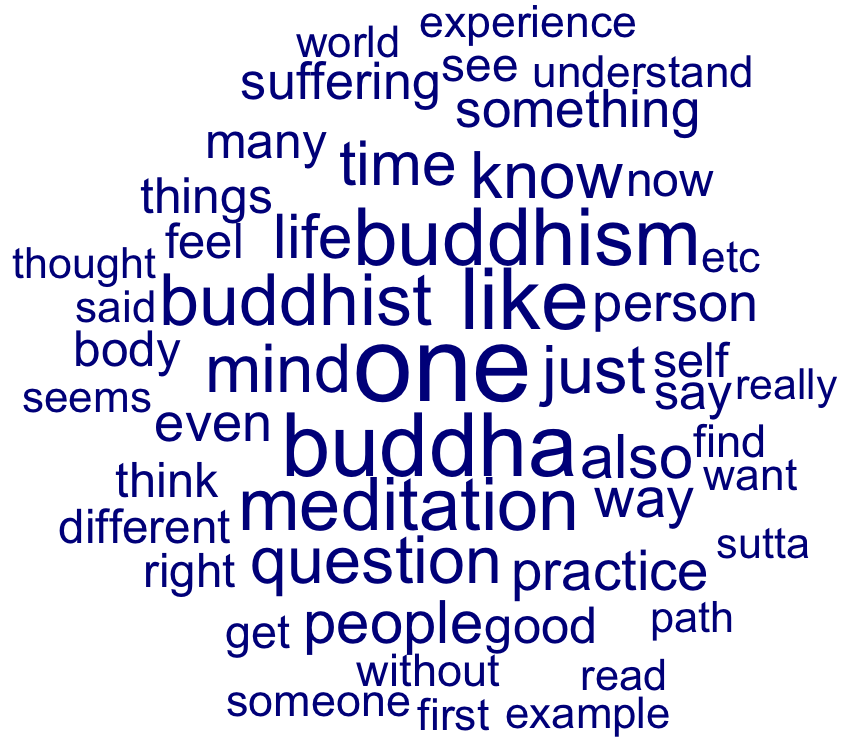 experience
world
see understand
suffering
something
many
time know now
things
feel life buddhism etc
thought
said buddhist like person
body mind one just self
seems say really
even buddha also find
think want
different meditation way
right question practice sutta
get people good path
without read
someone first example